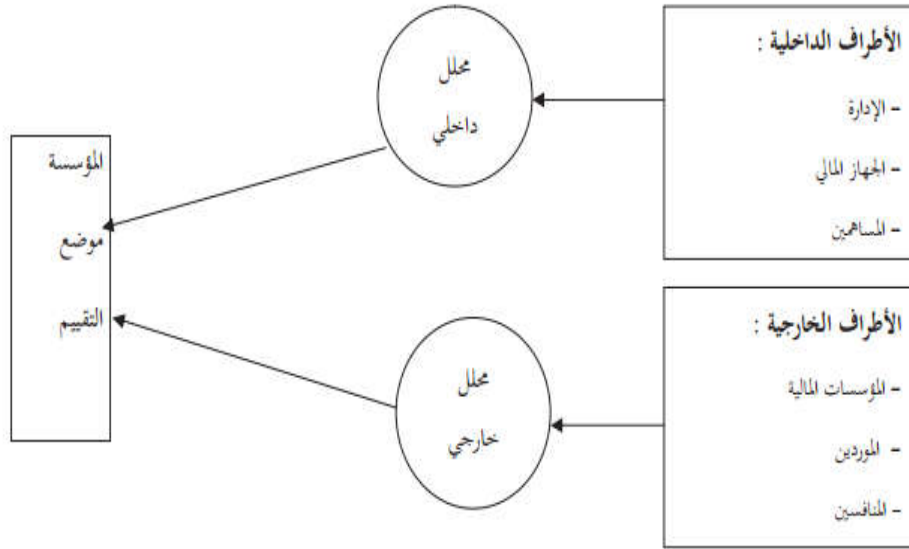 الأطراف الداخلية :
- الإدارة
- الجهاز المالي
- المساهمين
محلل
داخلي
المؤسسة
موضع
التقييم
الأطراف الخارجية :
- المؤسسات المالية
- الموردين
- المنافسين
محلل
خارجي